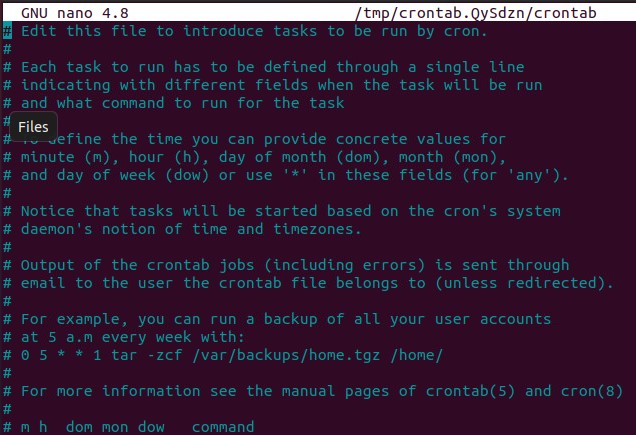 GNU nano 4.8 /tmp/crontab.QySdzn/crontab
# Edit this file to introduce tasks to be run by cron.
#
# Each task to run has to be defined through a single line
# indicating with different fields when the task will be run
# and what command to run for the task
#
Files
# To define the time you can provide concrete values for
# minute (m), hour (h), day of month (dom), month (mon),
# and day of week (dow) or use '*' in these fields (for 'any').
#
# Notice that tasks will be started based on the cron's system
# daemon's notion of time and timezones.
#
# Output of the crontab jobs (including errors) is sent through
# email to the user the crontab file belongs to (unless redirected).
#
# For example, you can run a backup of all your user accounts
# at 5 a.m every week with:
# 0 5 * * 1 tar -zcf /var/backups/home.tgz /home/
#
# For more information see the manual pages of crontab(5) and cron(8)
#
# m h  dom mon dow   command